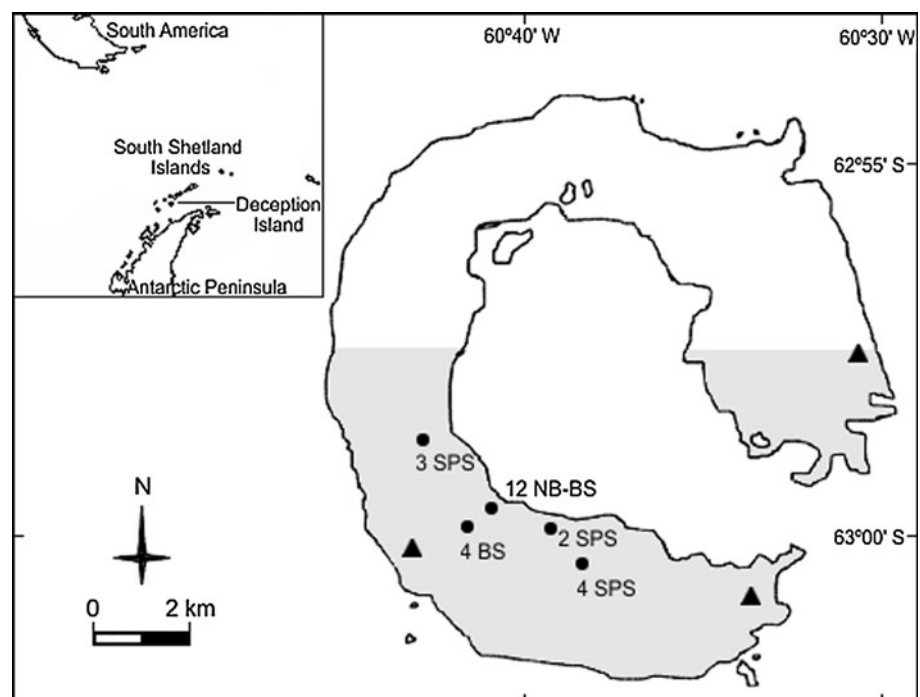 60°40' W
60°30' W
South America
South Shetland
Islands
Deception
Island
Antarctic Peninsula
62°55' S
3 SPS
12 NB-BS
4 BS
2 SPS
63°00' S
4 SPS
N
0 2 km